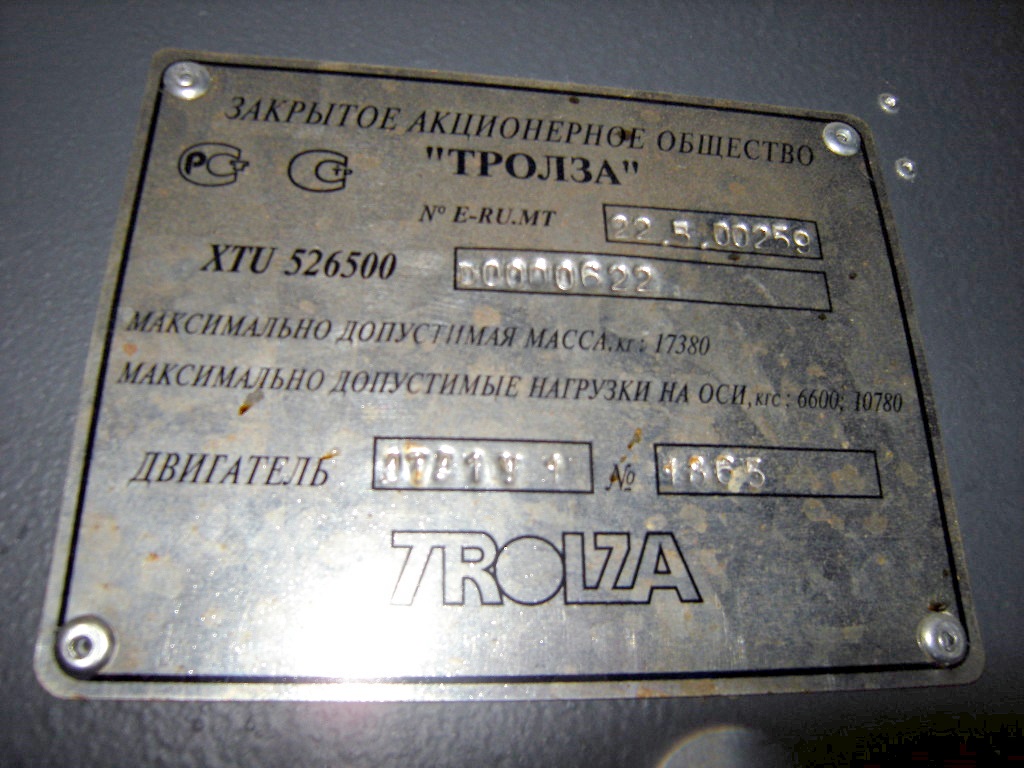 ЗАКРЫТОЕ АКЦИОНЕРНОЕ ОБЩЕСТВО
"ТРОЛЗА"
№ E-RU.MT 22.5.00259
XTU 526500
МАКСИМАЛЬНО ДОПУСТИМАЯ МАССА, кг : 17380
МАКСИМАЛЬНО ДОПУСТИМЫЕ НАГРУЗКИ НА ОСИ, кгс : 6600; 10780
ДВИГАТЕЛЬ № 1865
TROLZA